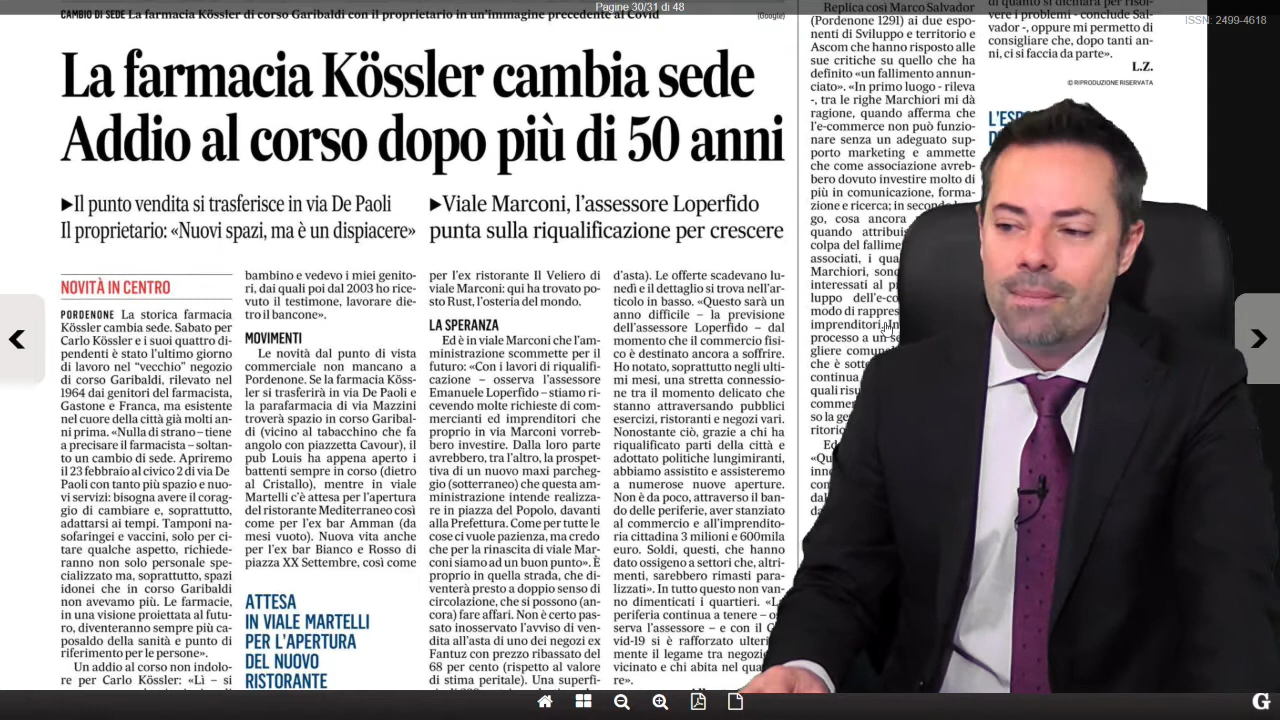 Pagine 30/31 di 48
ISSN: 2499-4618
CAMBIO DI SEDE La farmacia Kössler di corso Garibaldi con il proprietario in un'immagine precedente al Covid
(Google)
La farmacia Kössler cambia sede
Addio al corso dopo più di 50 anni
►Il punto vendita si trasferisce in via De Paoli
Il proprietario: «Nuovi spazi, ma è un dispiacere»
►Viale Marconi, l'assessore Loperfido
punta sulla riqualificazione per crescere
NOVITÀ IN CENTRO
PORDENONE La storica farmacia
Kössler cambia sede. Sabato per
Carlo Kössler e i suoi quattro di-
pendenti è stato l'ultimo giorno
di lavoro nel "vecchio" negozio
di corso Garibaldi, rilevato nel
1964 dai genitori del farmacista,
Gastone e Franca, ma esistente
nel cuore della città già molti an-
ni prima. «Nulla di strano – tiene
a precisare il farmacista – soltan-
to un cambio di sede. Apriremo
il 23 febbraio al civico 2 di via De
Paoli con tanto più spazio e nuo-
vi servizi: bisogna avere il corag-
gio di cambiare e, soprattutto,
adattarsi ai tempi. Tamponi na-
sofaringei e vaccini, solo per ci-
tare qualche aspetto, richiede-
ranno non solo personale spe-
cializzato ma, soprattutto, spazi
idonei che in corso Garibaldi
non avevamo più. Le farmacie,
in una visione proiettata al futu-
ro, diventeranno sempre più ca-
posaldo della sanità e punto di
riferimento per le persone».
Un addio al corso non indolo-
re per Carlo Kössler: «Lì – si
bambino e vedevo i miei genito-
ri, dai quali poi dal 2003 ho rice-
vuto il testimone, lavorare die-
tro il bancone».
MOVIMENTI
Le novità dal punto di vista
commerciale non mancano a
Pordenone. Se la farmacia Köss-
ler si trasferirà in via De Paoli e
la parafarmacia di via Mazzini
troverà spazio in corso Garibal-
di (vicino al tabacchino che fa
angolo con piazzetta Cavour), il
pub Louis ha appena aperto i
battenti sempre in corso (dietro
al Cristallo), mentre in viale
Martelli c'è attesa per l'apertura
del ristorante Mediterraneo così
come per l'ex bar Amman (da
mesi vuoto). Nuova vita anche
per l'ex bar Bianco e Rosso di
piazza XX Settembre, così come
ATTESA
IN VIALE MARTELLI
PER L'APERTURA
DEL NUOVO
RISTORANTE
per l'ex ristorante Il Veliero di
viale Marconi: qui ha trovato po-
sto Rust, l'osteria del mondo.
LA SPERANZA
Ed è in viale Marconi che l'am-
ministrazione scommette per il
futuro: «Con i lavori di riqualifi-
cazione – osserva l'assessore
Emanuele Loperfido – stiamo ri-
cevendo molte richieste di com-
mercianti ed imprenditori che
proprio in via Marconi vorreb-
bero investire. Dalla loro parte
avrebbero, tra l'altro, la prospet-
tiva di un nuovo maxi parcheg-
gio (sotterraneo) che questa am-
ministrazione intende realizza-
re in piazza del Popolo, davanti
alla Prefettura. Come per tutte le
cose ci vuole pazienza, ma credo
che per la rinascita di viale Mar-
coni siamo ad un buon punto». È
proprio in quella strada, che di-
venterà presto a doppio senso di
circolazione, che si possono (an-
cora) fare affari. Non è certo pas-
sato inosservato l'avviso di ven-
dita all'asta di uno dei negozi ex
Fantuz con prezzo ribassato del
68 per cento (rispetto al valore
di stima peritale). Una superfi-
d'asta). Le offerte scadevano lu-
nedì e il dettaglio si trova nell'ar-
ticolo in basso. «Questo sarà un
anno difficile – la previsione
dell'assessore Loperfido – dal
momento che il commercio fisi-
co è destinato ancora a soffrire.
Ho notato, soprattutto negli ulti-
mi mesi, una stretta connessio-
ne tra il momento delicato che
stanno attraversando pubblici
esercizi, ristoranti e negozi vari.
Nonostante ciò, grazie a chi ha
riqualificato parti della città e
adottato politiche lungimiranti,
abbiamo assistito e assisteremo
a numerose nuove aperture.
Non è da poco, attraverso il ban-
do delle periferie, aver stanziato
al commercio e all'imprendito-
ria cittadina 3 milioni e 600mila
euro. Soldi, questi, che hanno
dato ossigeno a settori che, altri-
menti, sarebbero rimasti para-
lizzati». In tutto questo non van-
no dimenticati i quartieri. «La
periferia continua a tenere – os-
serva l'assessore – e con il
vid-19 si è rafforzato
mente il legame tra
vicinato e chi abita nel
re».
Replica così Marco Salvador
(Pordenone 1291) ai due espo-
nenti di Sviluppo e territorio e
Ascom che hanno risposto alle
sue critiche su quello che ha
definito «un fallimento annun-
ciato». «In primo luogo - rileva
-, tra le righe Marchiori mi dà
ragione, quando afferma che
l'e-commerce non può funzio-
nare senza un adeguato sup-
porto marketing e ammette
che come associazione avreb-
bero dovuto investire molto di
più in comunicazione, forma-
zione e ricerca; in
go, cosa ancora
quando
colpa del
associati, i
Marchiori,
interessati al
luppo
modo di
imprenditori
processo a un
gliere
che è
continua
di quanto si dichiara per risol-
vere i problemi - conclude Sal-
vador -, oppure mi permetto di
consigliare che, dopo tanti an-
ni, ci si faccia da parte».
L.Z.
© RIPRODUZIONE RISERVATA
G